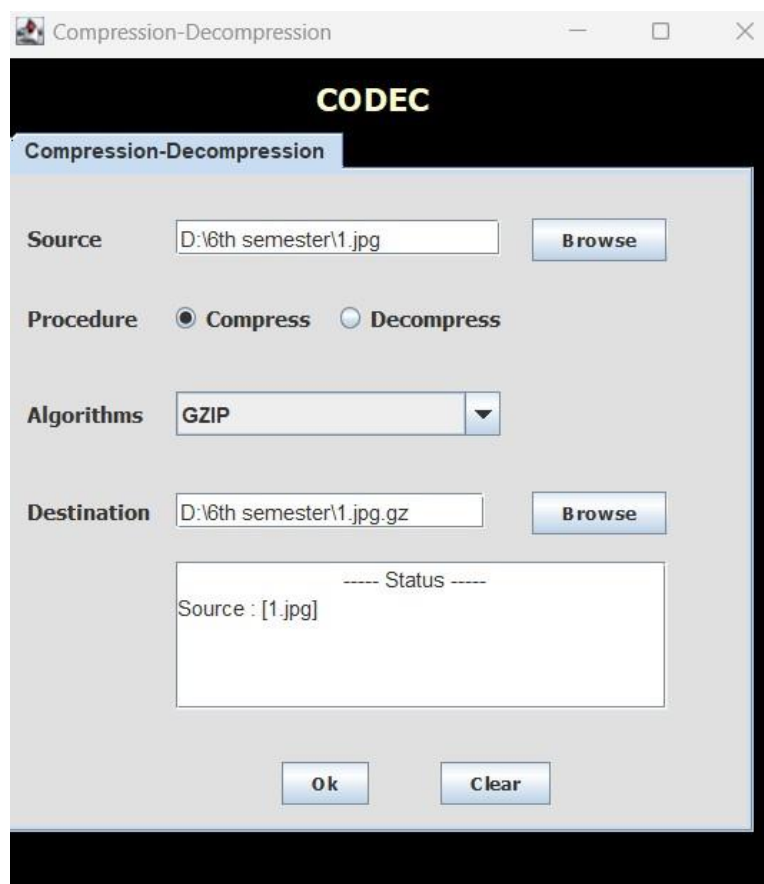 Compression-Decompression
CODEC
Compression-Decompression
Source D:\6th semester\1.jpg Browse
Procedure Compress Decompress
Algorithms GZIP
Destination D:\6th semester\1.jpg.gz Browse
----- Status -----
Source : [1.jpg]
Ok Clear